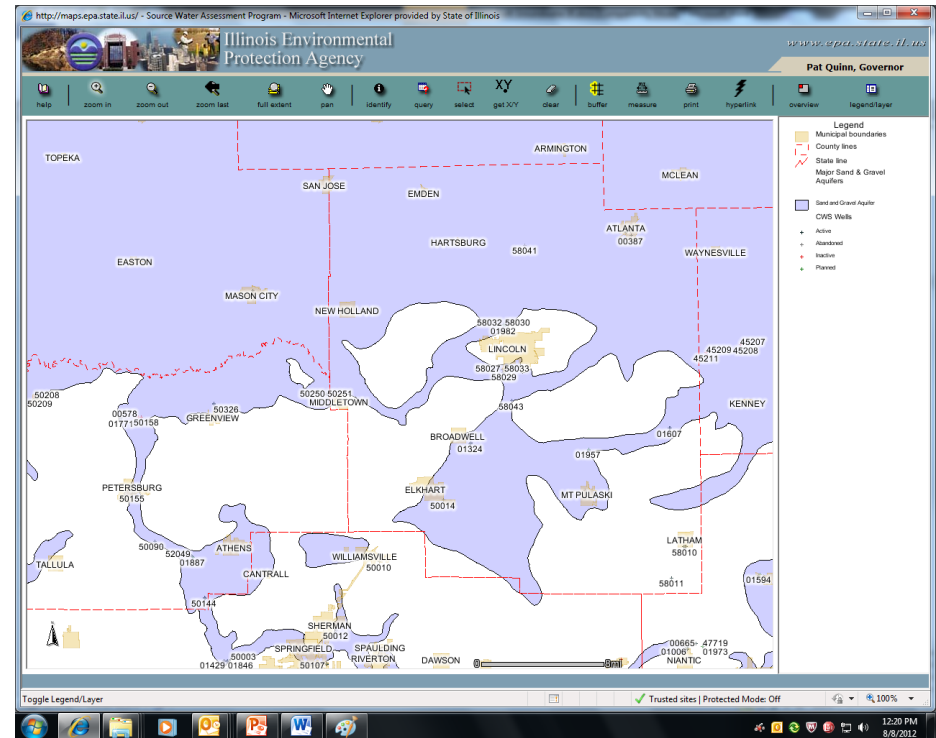 http://maps.epa.state.il.us/ - Source Water Assessment Program - Microsoft Internet Explorer provided by State of Illinois
Illinois Environmental
Protection Agency
www.epa.state.il.us
Pat Quinn, Governor
help zoom in zoom out zoom last full extent pan identify query select get X/Y clear buffer measure print hyperlink overview legend/layer
XY
Legend
Municipal boundaries
County lines
State line
Major Sand & Gravel
Aquifers
Sand and Gravel Aquifer
CWS Wells
Active
Abandoned
Inactive
Planned
TOPEKA
ARMINGTON
MCLEAN
SAN JOSE
EMDEN
ATLANTA
00387
HARTSBURG
58041
WAYNESVILLE
EASTON
MASON CITY
NEW HOLLAND
58032 58030
01982
LINCOLN
45207
45209 45208
45211
58027 58033
58029
50208
50209
50250 50251
MIDDLETOWN
58043
KENNEY
00578
01771 50158
50326
GREENVIEW
BROADWELL
01324
01607
01957
PETERSBURG
50155
ELKHART
50014
MT PULASKI
50090
52049
01887
ATHENS
LATHAM
58010
TALLULA
CANTRALL
WILLIAMSVILLE
50010
58011
01594
50144
SHERMAN
50012
SPRINGFIELD
50107
SPAULDING
RIVERTON
DAWSON
50003
01429 01846
00665 47719
01006 01973
NIANTIC
0 8mi
Toggle Legend/Layer
Trusted sites | Protected Mode: Off
100%
12:20 PM
8/8/2012